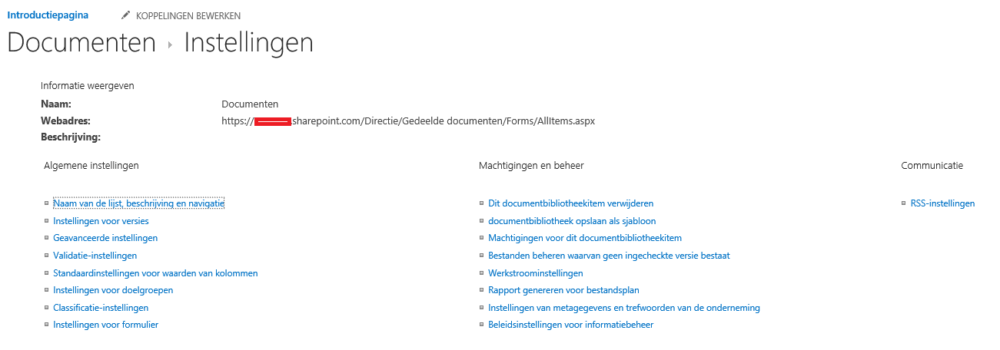 Introductiepagina KOPPELINGEN BEWERKEN
Documenten Instellingen
Informatie weergeven
Naam: Documenten
Webadres: https:// .sharepoint.com/Directie/Gedeelde documenten/Forms/AllItems.aspx
Beschrijving:
Algemene instellingen Machtigingen en beheer Communicatie
Naam van de lijst, beschrijving en navigatie Dit documentbibliotheekitem verwijderen RSS-instellingen
Instellingen voor versies documentbibliotheek opslaan als sjabloon
Geavanceerde instellingen Machtigingen voor dit documentbibliotheekitem
Validatie-instellingen Bestanden beheren waarvan geen ingecheckte versie bestaat
Standaardinstellingen voor waarden van kolommen Werkstroominstellingen
Instellingen voor doelgroepen Rapport genereren voor bestandsplan
Classificatie-instellingen Instellingen van metagegevens en trefwoorden van de onderneming
Instellingen voor formulier Beleidsinstellingen voor informatiebeheer